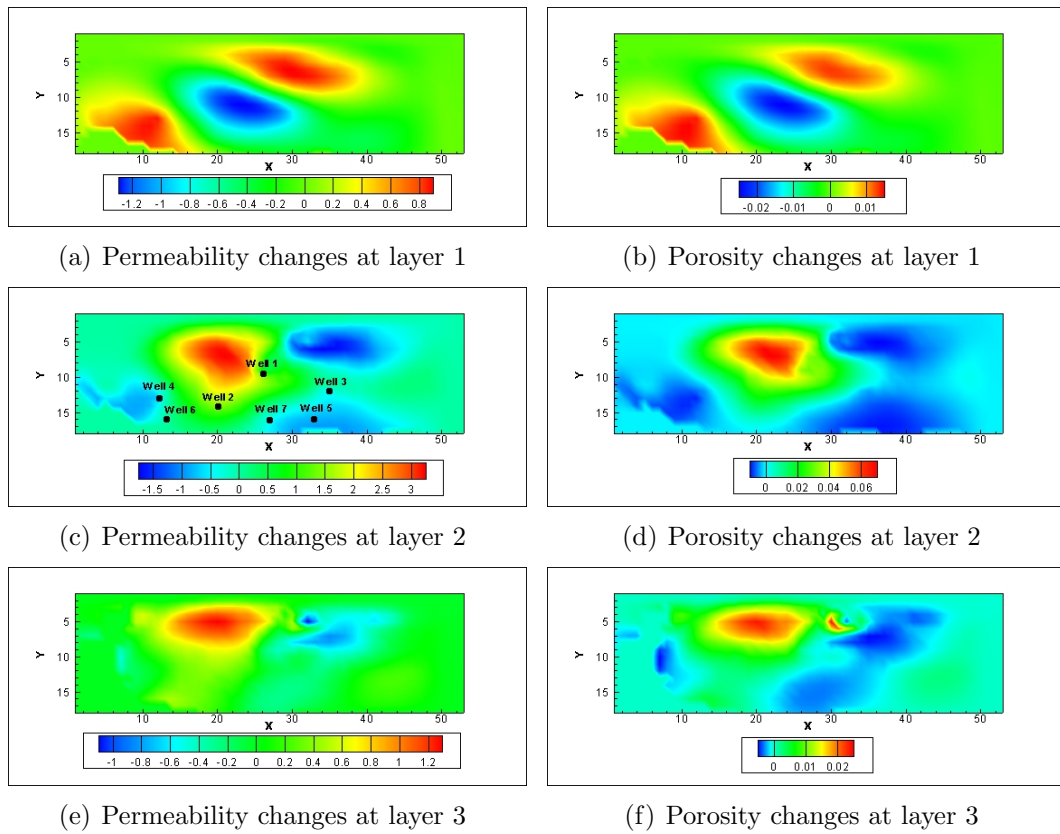 Y
5
10
15
10
20
30
40
50
X
-1.2 -1 -0.8 -0.6 -0.4 -0.2 0 0.2 0.4 0.6 0.8
(a) Permeability changes at layer 1
Y
5
10
15
10
20
30
40
50
X
-0.02 -0.01 0 0.01
(b) Porosity changes at layer 1
Y
5
10
15
Well 1
Well 4
Well 3
Well 2
Well 6
Well 7
Well 5
10
20
30
40
50
X
-1.5 -1 -0.5 0 0.5 1 1.5 2 2.5 3
(c) Permeability changes at layer 2
Y
5
10
15
10
20
30
40
50
X
0 0.02 0.04 0.06
(d) Porosity changes at layer 2
Y
5
10
15
10
20
30
40
50
X
-1 -0.8 -0.6 -0.4 -0.2 0 0.2 0.4 0.6 0.8 1 1.2
(e) Permeability changes at layer 3
Y
5
10
15
10
20
30
40
50
X
0 0.01 0.02
(f) Porosity changes at layer 3